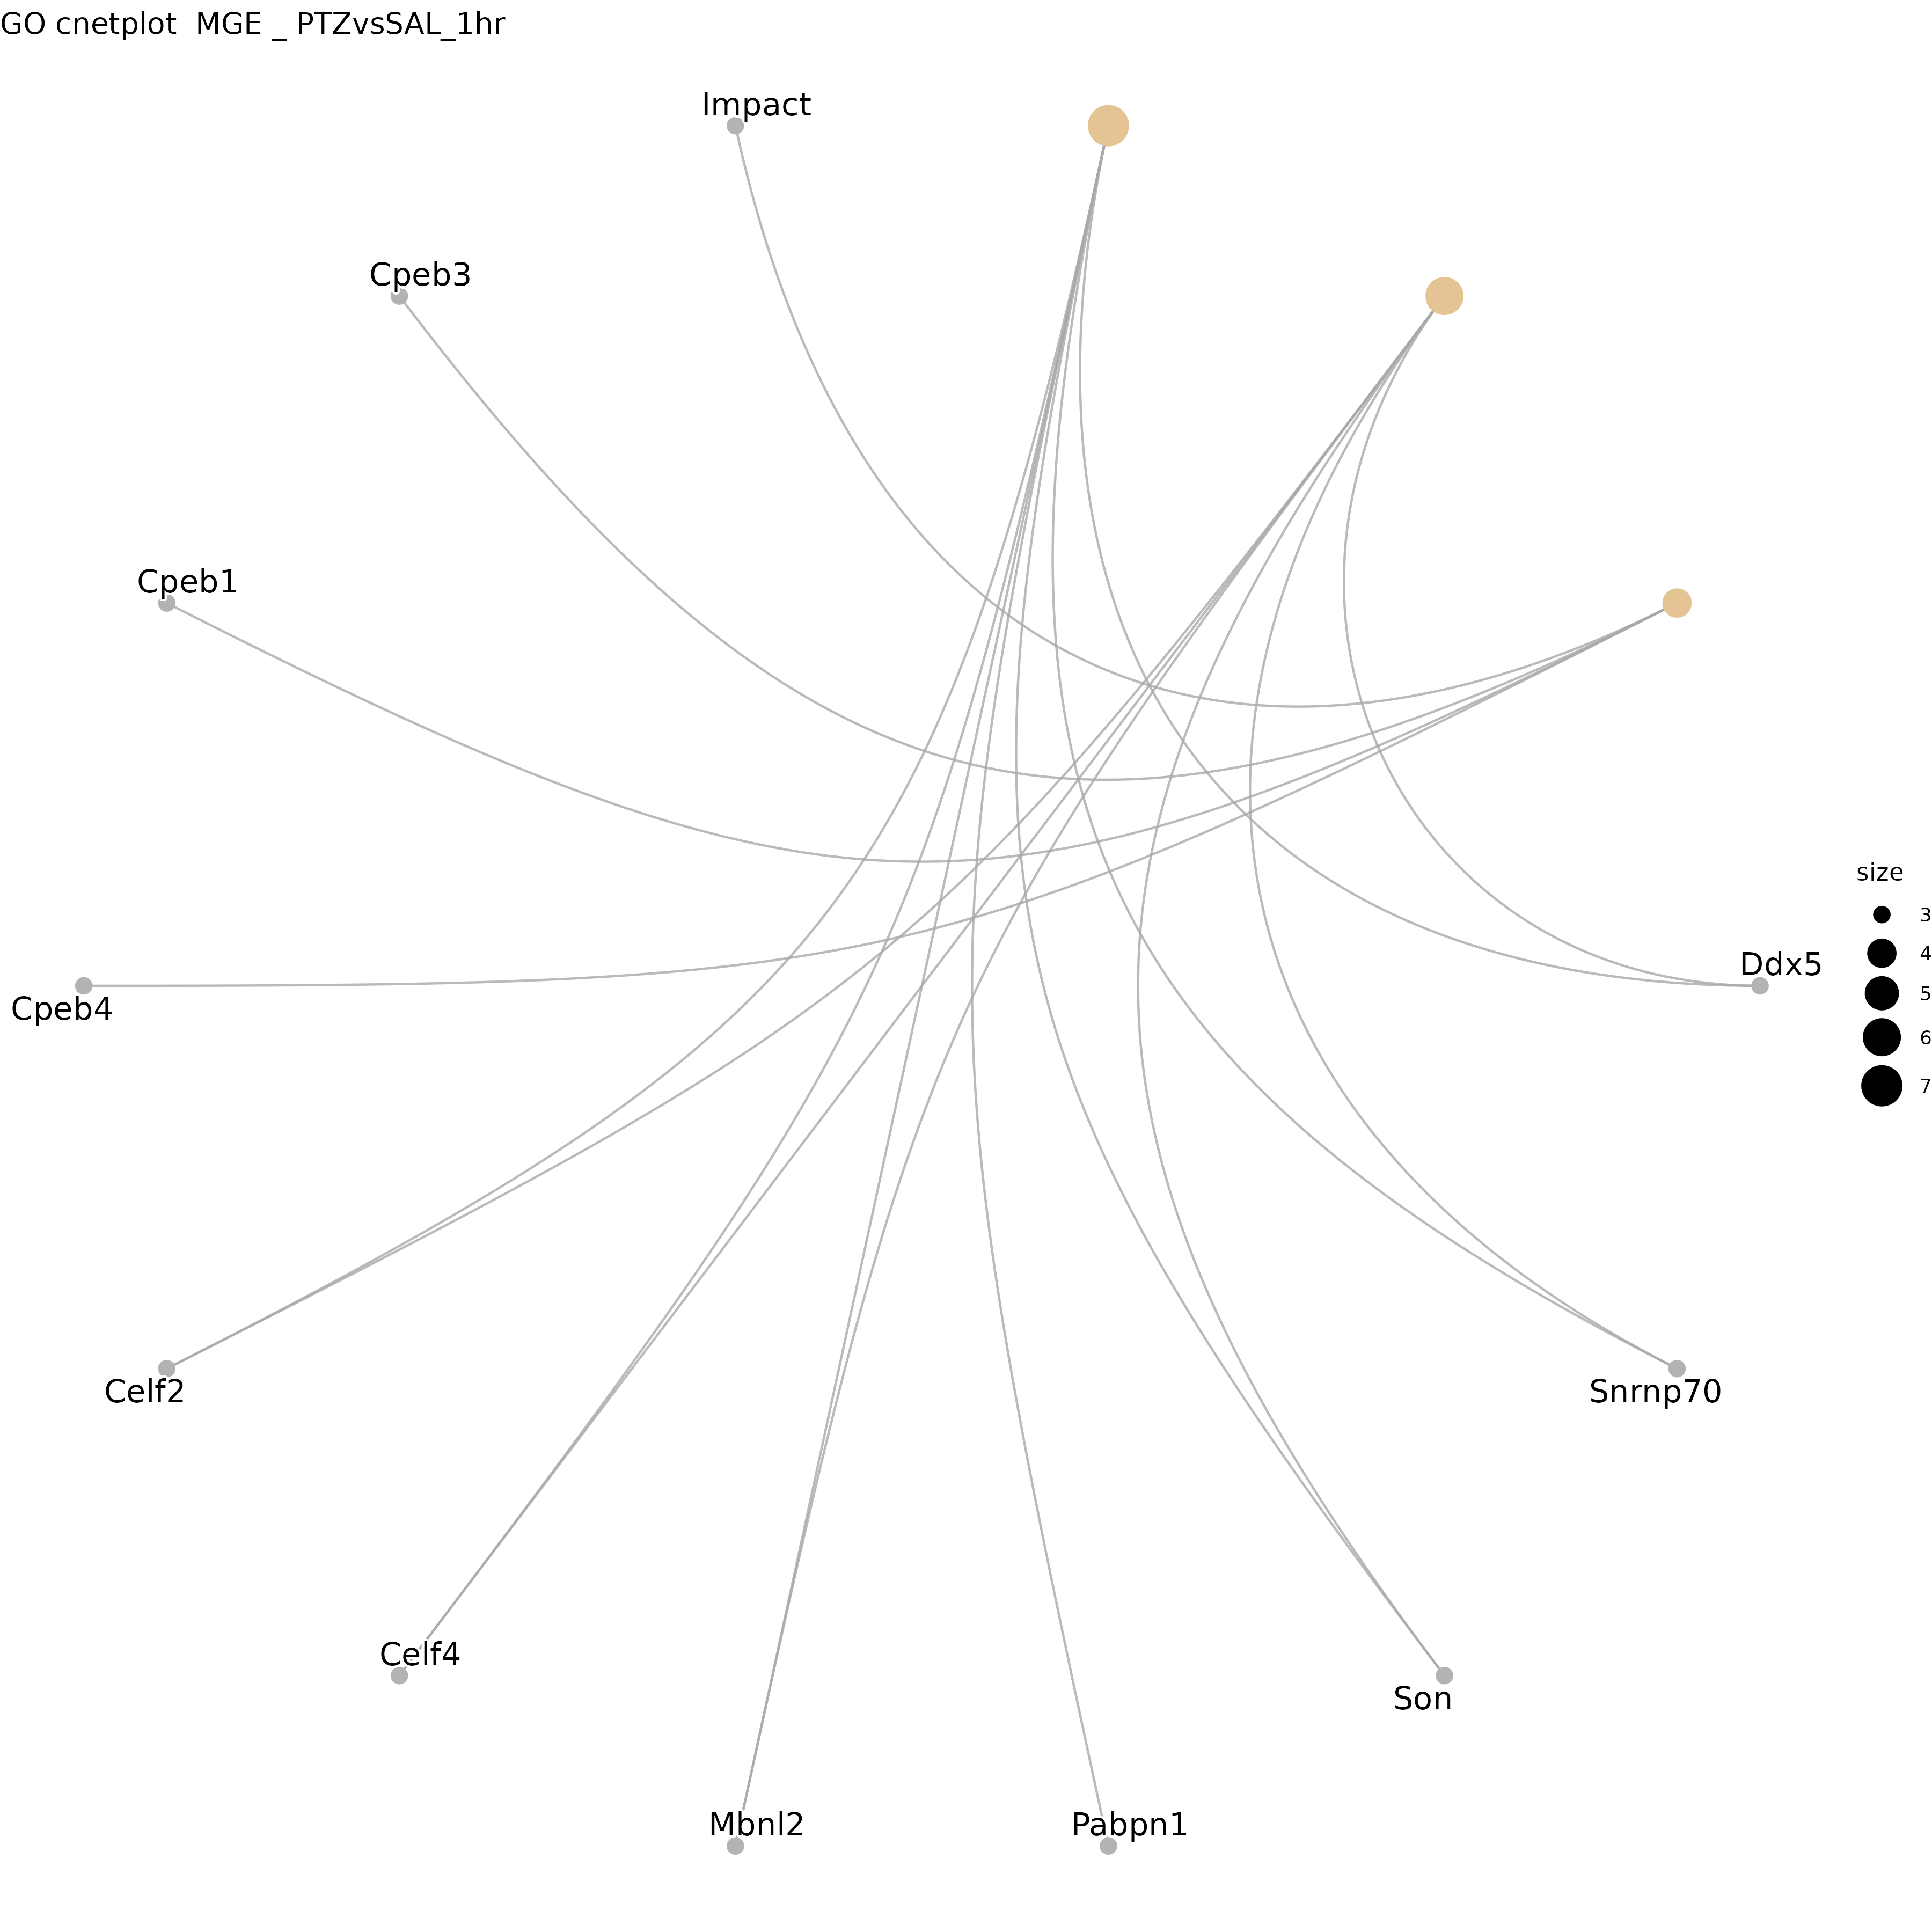 GO cnetplot  MGE _ PTZvsSAL_1hr
Impact
Cpeb3
Cpeb1
size
3
4
5
6
7
Ddx5
Cpeb4
Celf2
Snrnp70
Celf4
Son
Mbnl2
Pabpn1